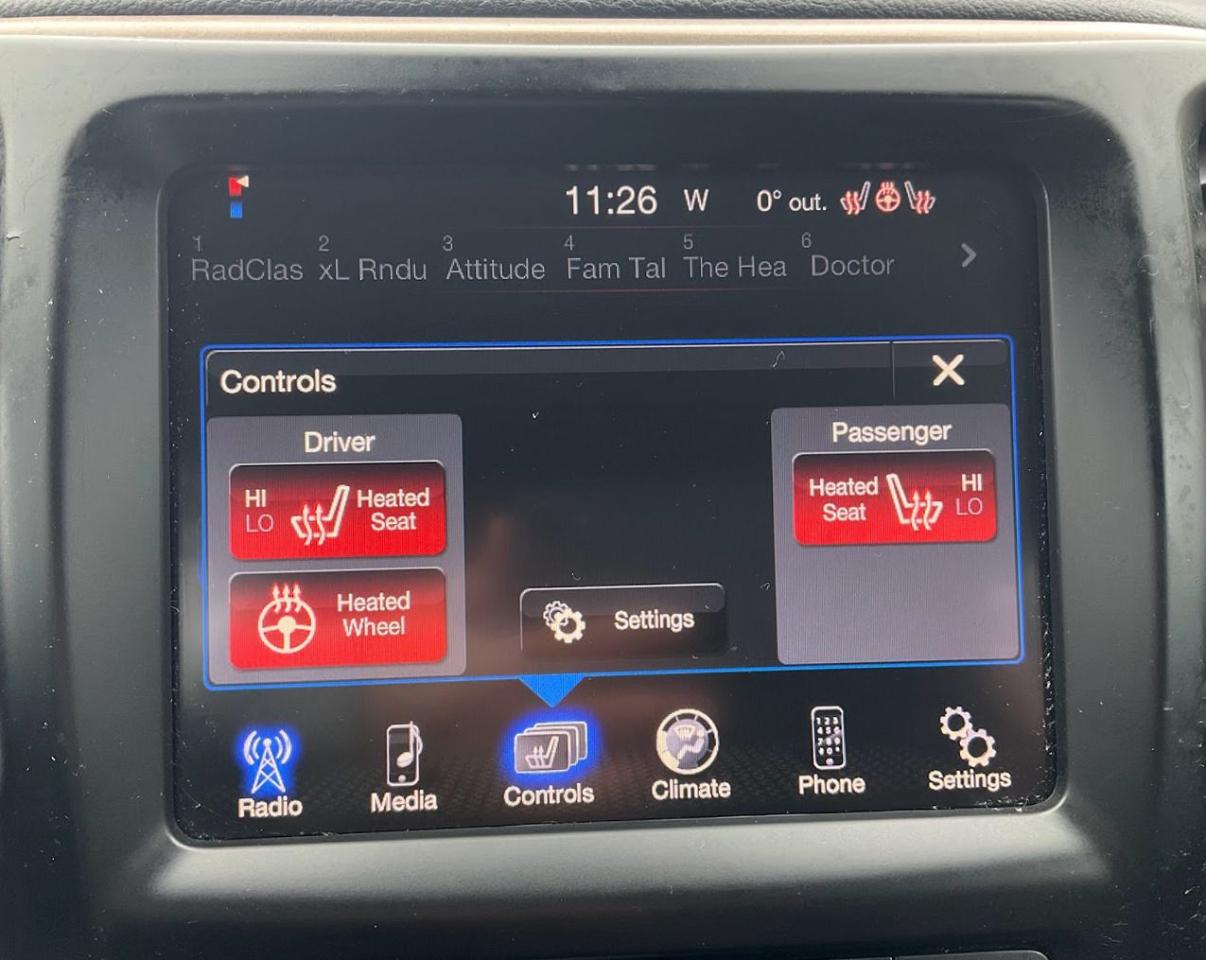 11:26 W 0° out.
1 2 3 4 5 6
RadClas xL Rndu Attitude Fam Tal The Hea Doctor
Controls
Driver
HI
LO
Heated
Seat
Heated
Wheel
Settings
Passenger
Heated
Seat
HI
LO
Radio Media Controls Climate Phone Settings